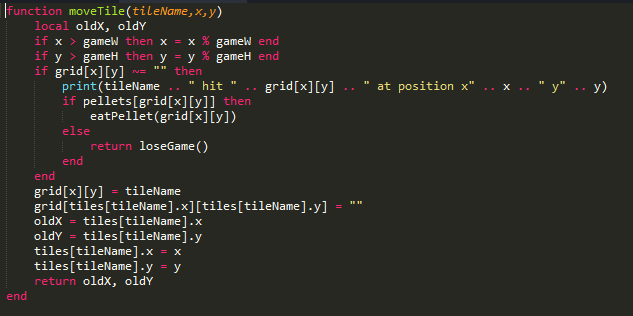 function moveTile(tileName,x,y)
    local oldX, oldY
    if x > gameW then x = x % gameW end
    if y > gameH then y = y % gameH end
    if grid[x][y] ~= "" then
        print(tileName .. " hit " .. grid[x][y] .. " at position x" .. x .. " y" .. y)
        if pellets[grid[x][y]] then
            eatPellet(grid[x][y])
        else
            return loseGame()
        end
    end
    grid[x][y] = tileName
    grid[tiles[tileName].x][tiles[tileName].y] = ""
    oldX = tiles[tileName].x
    oldY = tiles[tileName].y
    tiles[tileName].x = x
    tiles[tileName].y = y
    return oldX, oldY
end